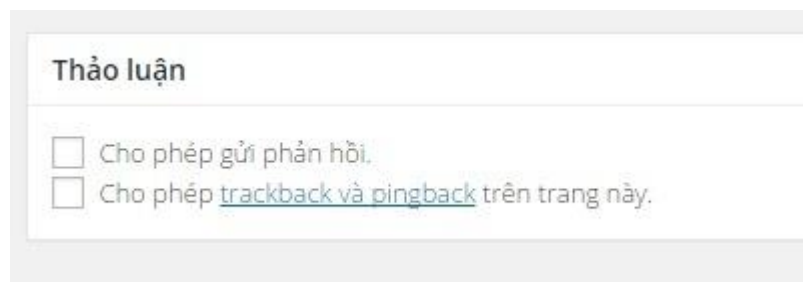 Thảo luận
Cho phép gửi phản hồi.
Cho phép trackback và pingback trên trang này.